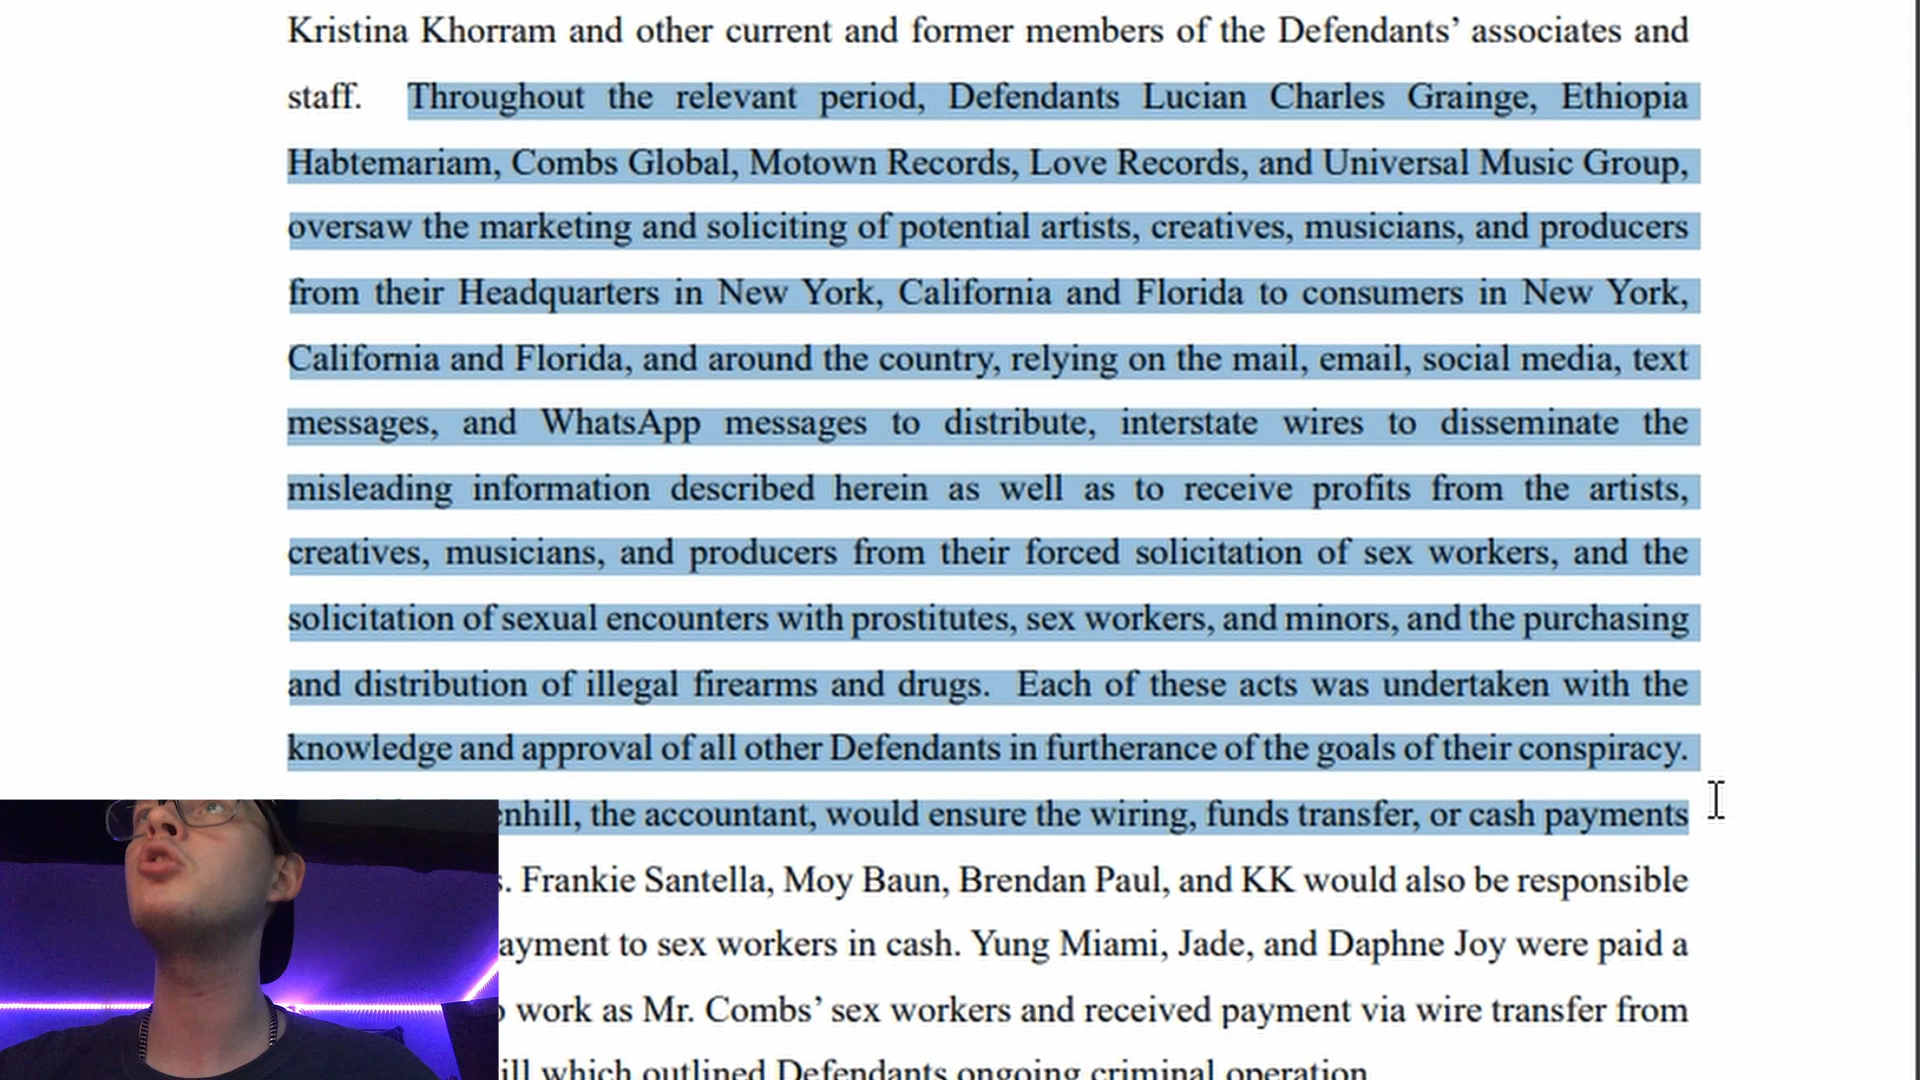 Kristina Khorram and other current and former members of the Defendants’ associates and
staff. Throughout the relevant period, Defendants Lucian Charles Grainge, Ethiopia
Habtemariam, Combs Global, Motown Records, Love Records, and Universal Music Group,
oversaw the marketing and soliciting of potential artists, creatives, musicians, and producers
from their Headquarters in New York, California and Florida to consumers in New York,
California and Florida, and around the country, relying on the mail, email, social media, text
messages, and WhatsApp messages to distribute, interstate wires to disseminate the
misleading information described herein as well as to receive profits from the artists,
creatives, musicians, and producers from their forced solicitation of sex workers, and the
solicitation of sexual encounters with prostitutes, sex workers, and minors, and the purchasing
and distribution of illegal firearms and drugs. Each of these acts was undertaken with the
knowledge and approval of all other Defendants in furtherance of the goals of their conspiracy.
the accountant, would ensure the wiring, funds transfer, or cash payments
Frankie Santella, Moy Baun, Brendan Paul, and KK would also be responsible
to sex workers in cash. Yung Miami, Jade, and Daphne Joy were paid a
work as Mr. Combs’ sex workers and received payment via wire transfer from
which outlined Defendants ongoing criminal operation.